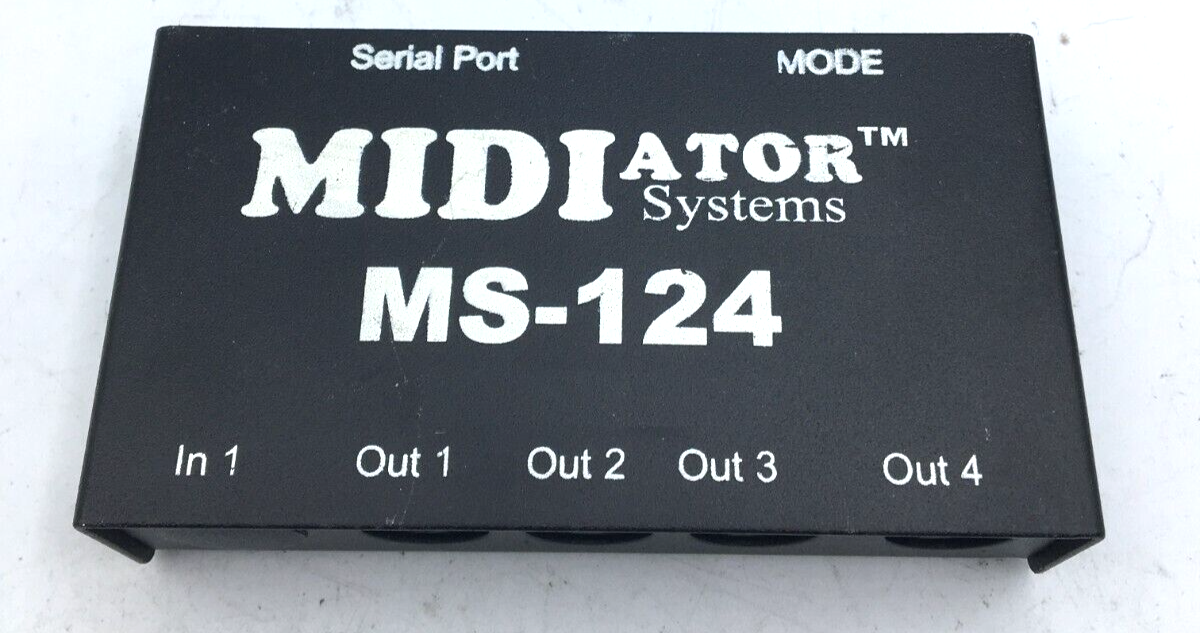 Serial Port MODE
MIDIATOR™
Systems
MS-124
In 1 Out 1 Out 2 Out 3 Out 4